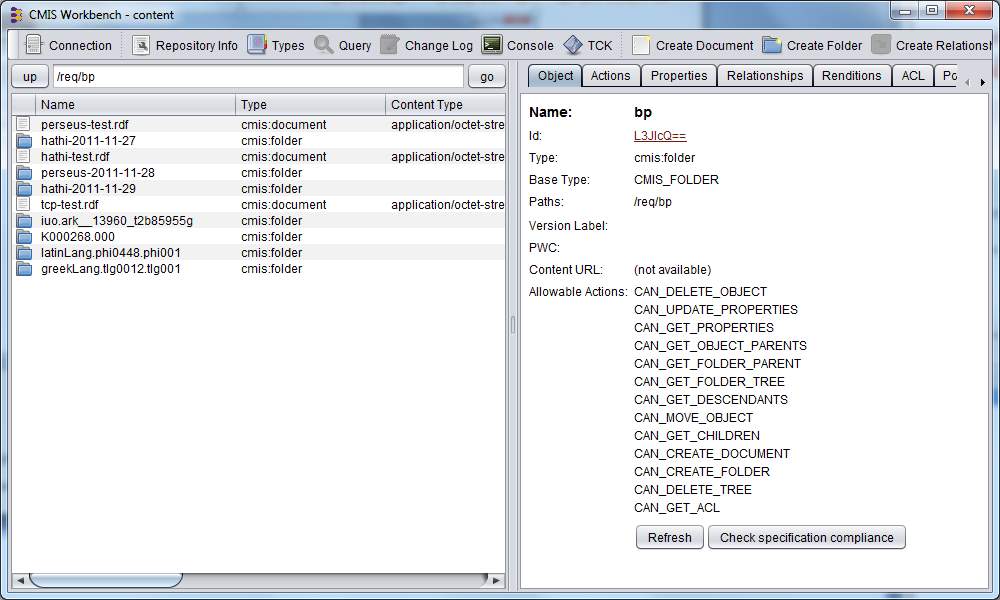 CMIS Workbench - content
Connection Repository Info Types Query Change Log Console TCK Create Document Create Folder Create Relationsh
up /req/bp go
Name Type Content Type
perseus-test.rdf cmis:document application/octet-stre
hathi-2011-11-27 cmis:folder
hathi-test.rdf cmis:document application/octet-stre
perseus-2011-11-28 cmis:folder
hathi-2011-11-29 cmis:folder
tcp-test.rdf cmis:document application/octet-stre
iuo.ark__13960_t2b85955g cmis:folder
K000268.000 cmis:folder
latinLang.phi0448.phi001 cmis:folder
greekLang.tlg0012.tlg001 cmis:folder
Object Actions Properties Relationships Renditions ACL Po
Name: bp
Id: L3JlcQ==
Type: cmis:folder
Base Type: CMIS_FOLDER
Paths: /req/bp
Version Label:
PWC:
Content URL: (not available)
Allowable Actions: CAN_DELETE_OBJECT
CAN_UPDATE_PROPERTIES
CAN_GET_PROPERTIES
CAN_GET_OBJECT_PARENTS
CAN_GET_FOLDER_PARENT
CAN_GET_FOLDER_TREE
CAN_GET_DESCENDANTS
CAN_MOVE_OBJECT
CAN_GET_CHILDREN
CAN_CREATE_DOCUMENT
CAN_CREATE_FOLDER
CAN_DELETE_TREE
CAN_GET_ACL
Refresh Check specification compliance